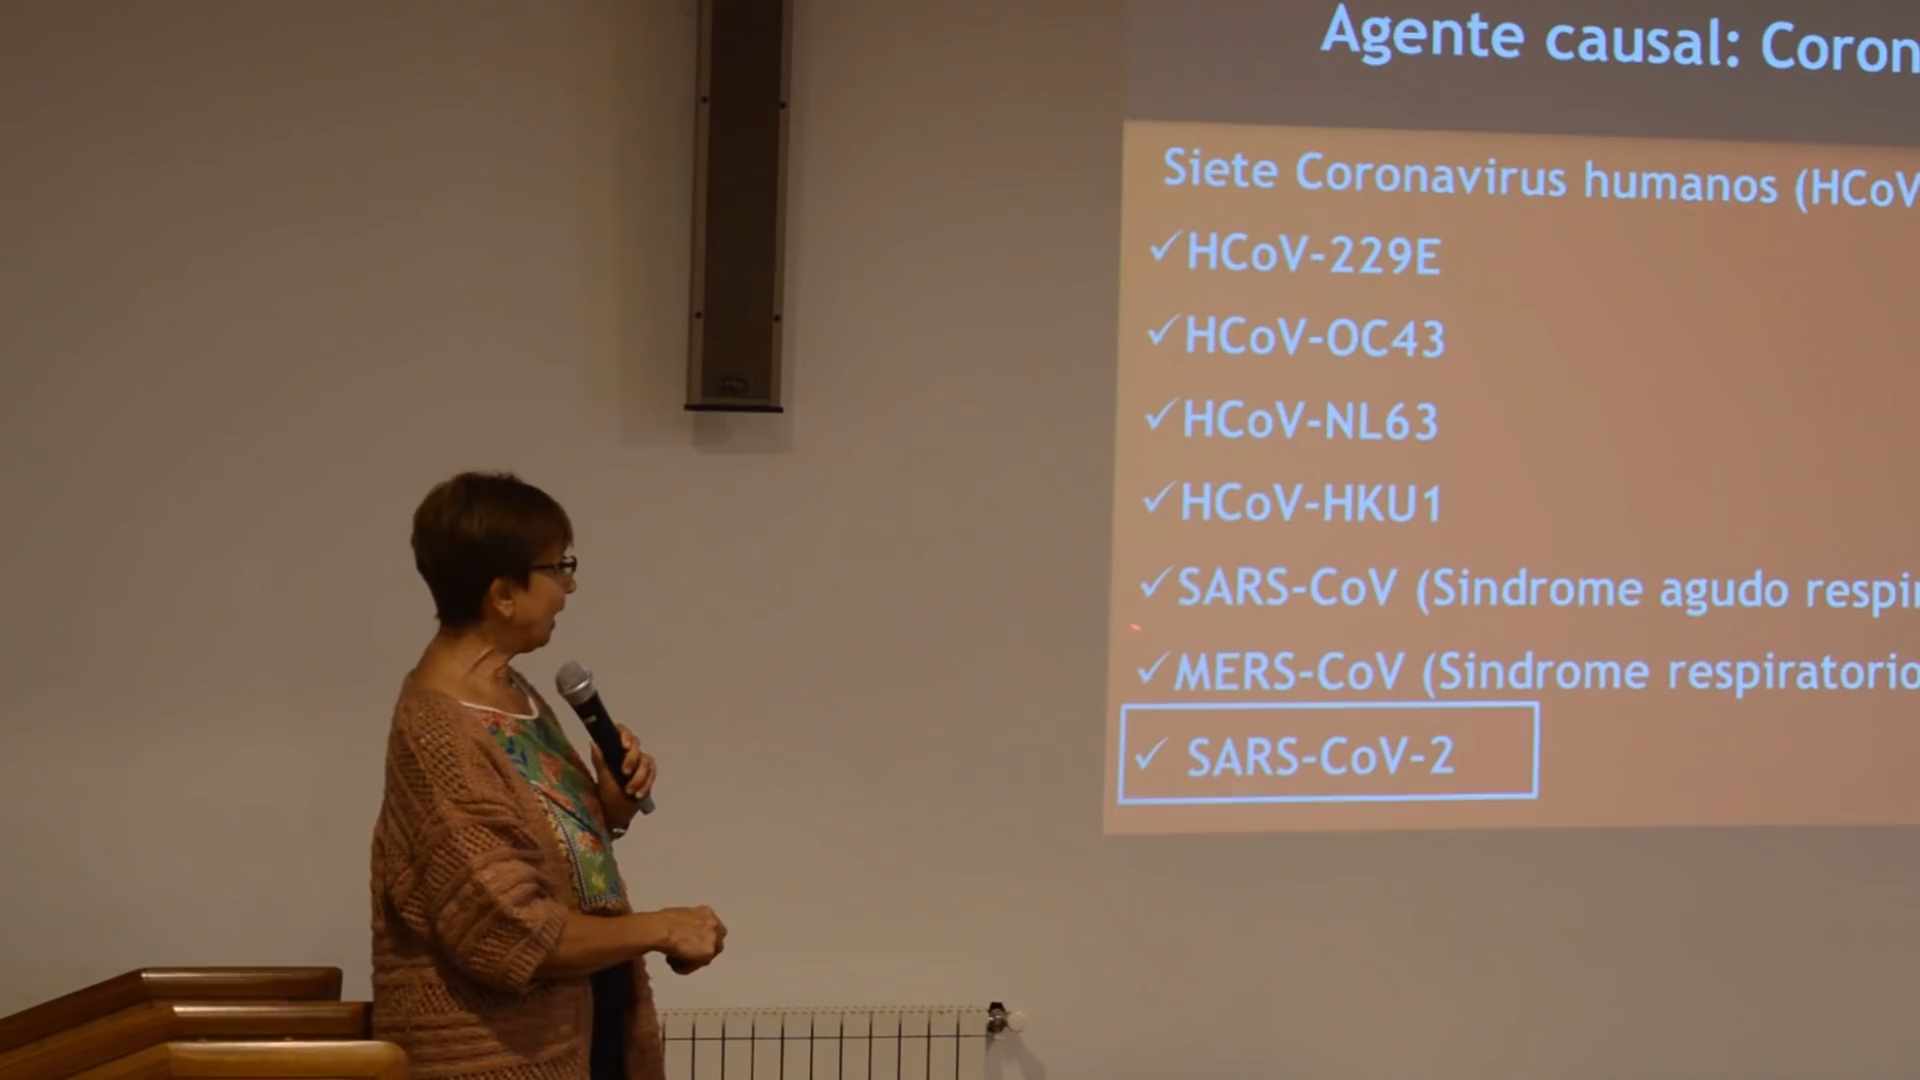 Agente causal: Coron
Siete Coronavirus humanos (HCoV
✓HCoV-229E
✓HCoV-OC43
✓HCoV-NL63
✓HCoV-HKU1
✓SARS-CoV (Sindrome agudo respir
✓MERS-CoV (Sindrome respiratorio
✓ SARS-CoV-2